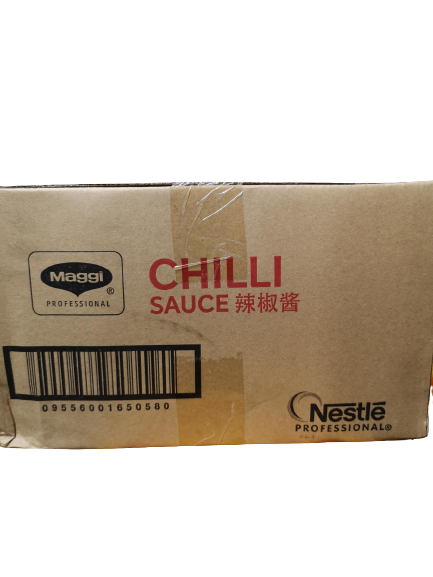 Maggi
®
PROFESSIONAL
CHILLI
SAUCE 辣椒酱
09556001650580
Nestlé
PROFESSIONAL®